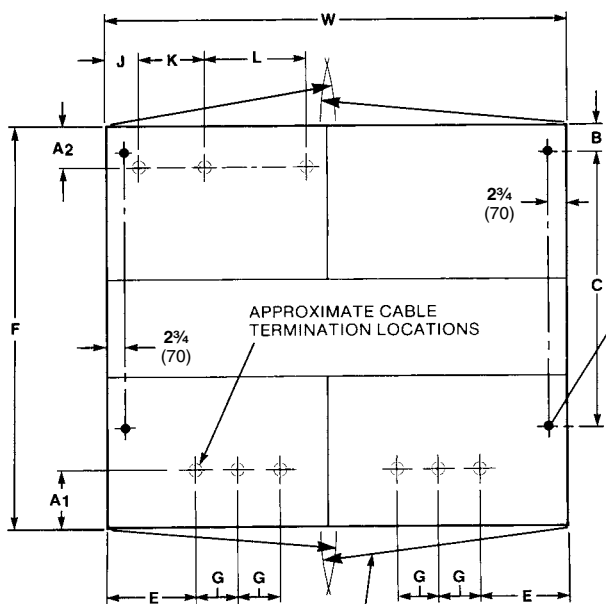 W
J K L
A2
B
2¾
(70)
C
F
APPROXIMATE CABLE
TERMINATION LOCATIONS
2¾
(70)
A1
E G G G G E